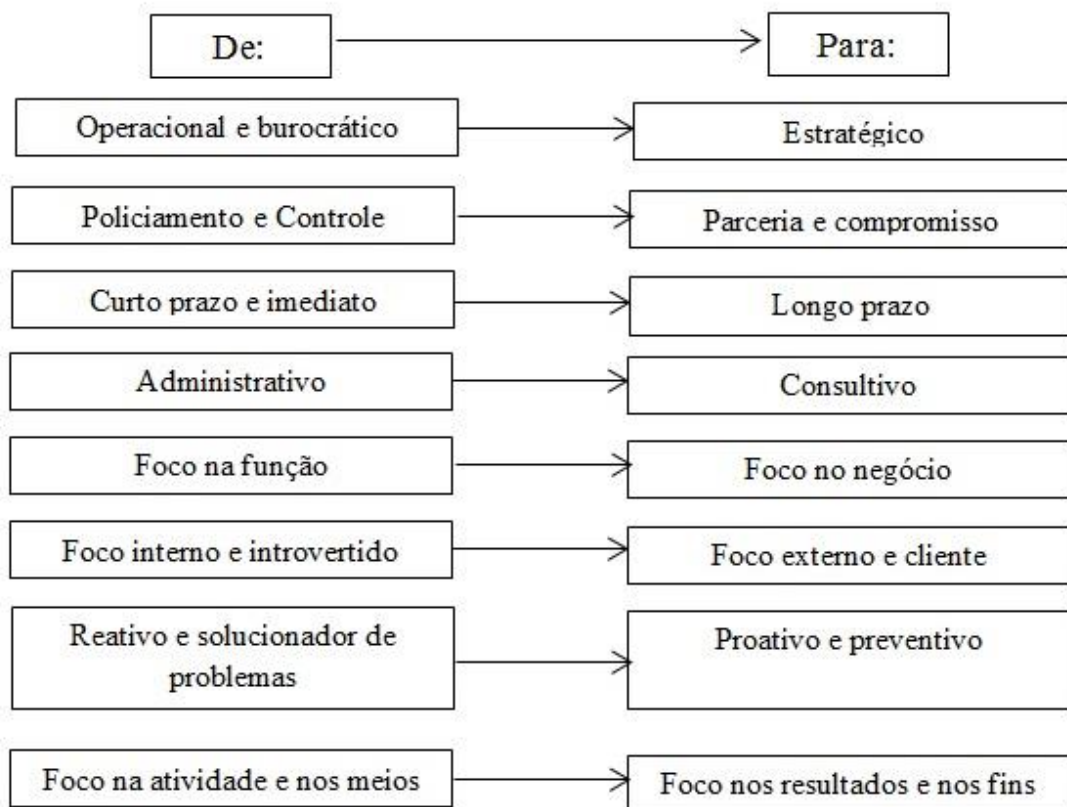 De:
Para:
Operacional e burocrático
Estratégico
Policiamento e Controle
Parceria e compromisso
Curto prazo e imediato
Longo prazo
Administrativo
Consultivo
Foco na função
Foco no negócio
Foco interno e introvertido
Foco externo e cliente
Reativo e solucionador de
problemas
Proativo e preventivo
Foco na atividade e nos meios
Foco nos resultados e nos fins